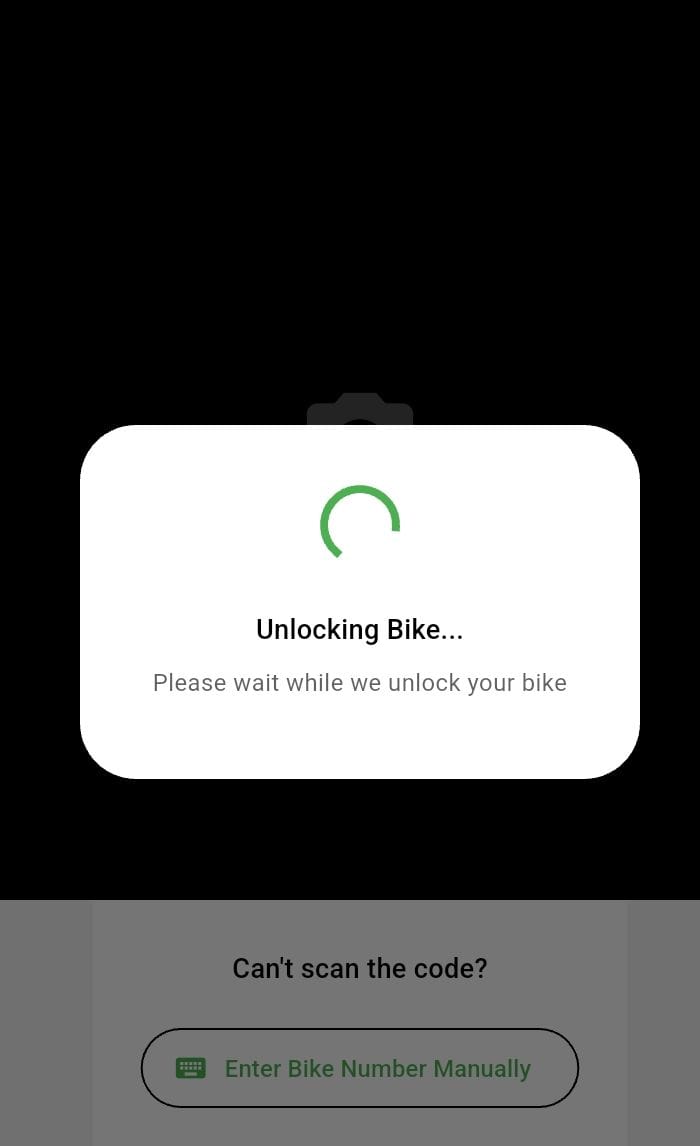 Unlocking Bike...
Please wait while we unlock your bike
Can't scan the code?
Enter Bike Number Manually